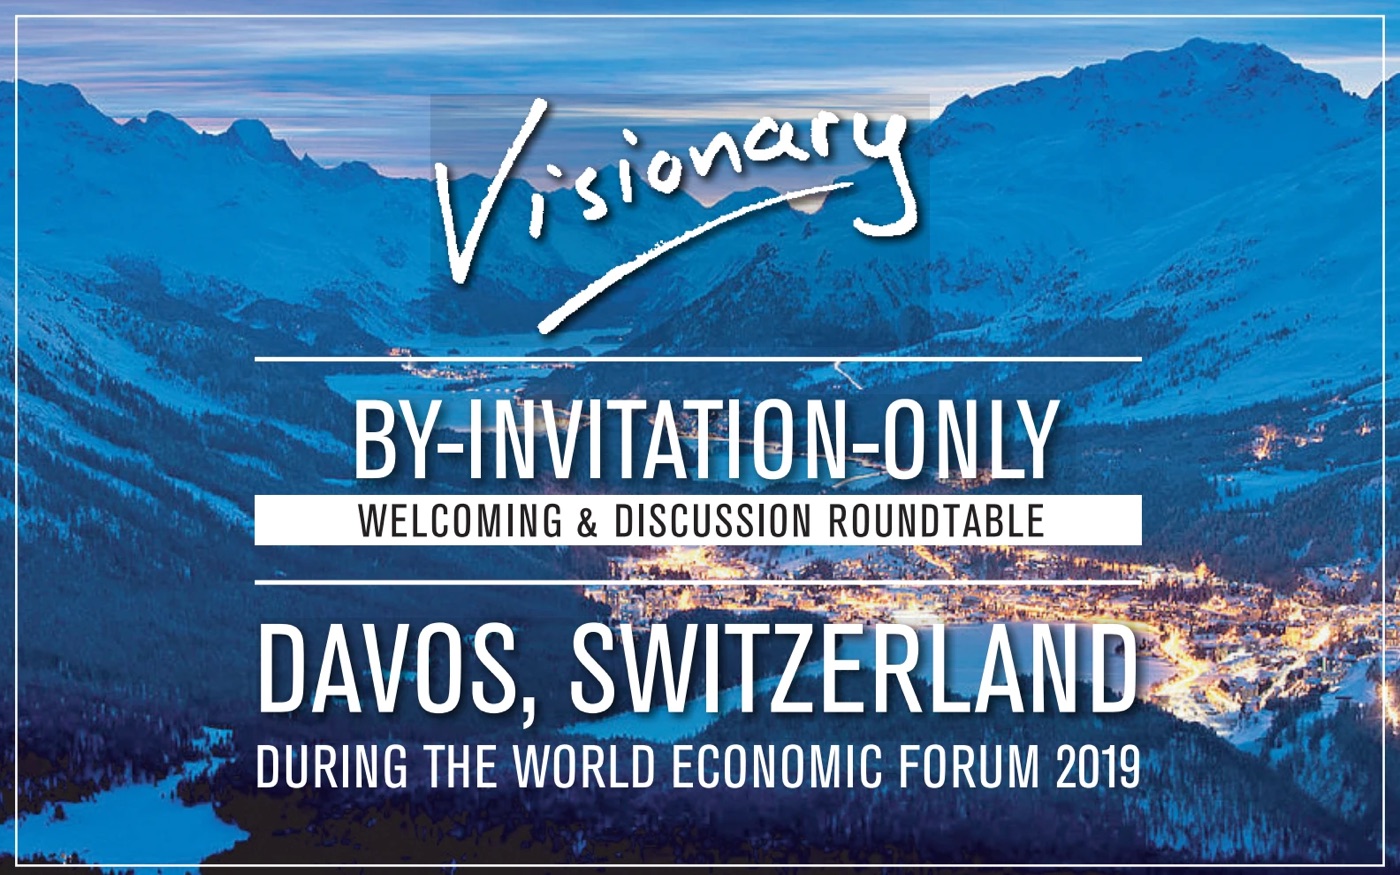 Visionary
BY-INVITATION-ONLY
WELCOMING & DISCUSSION ROUNDTABLE
DAVOS, SWITZERLAND
DURING THE WORLD ECONOMIC FORUM 2019